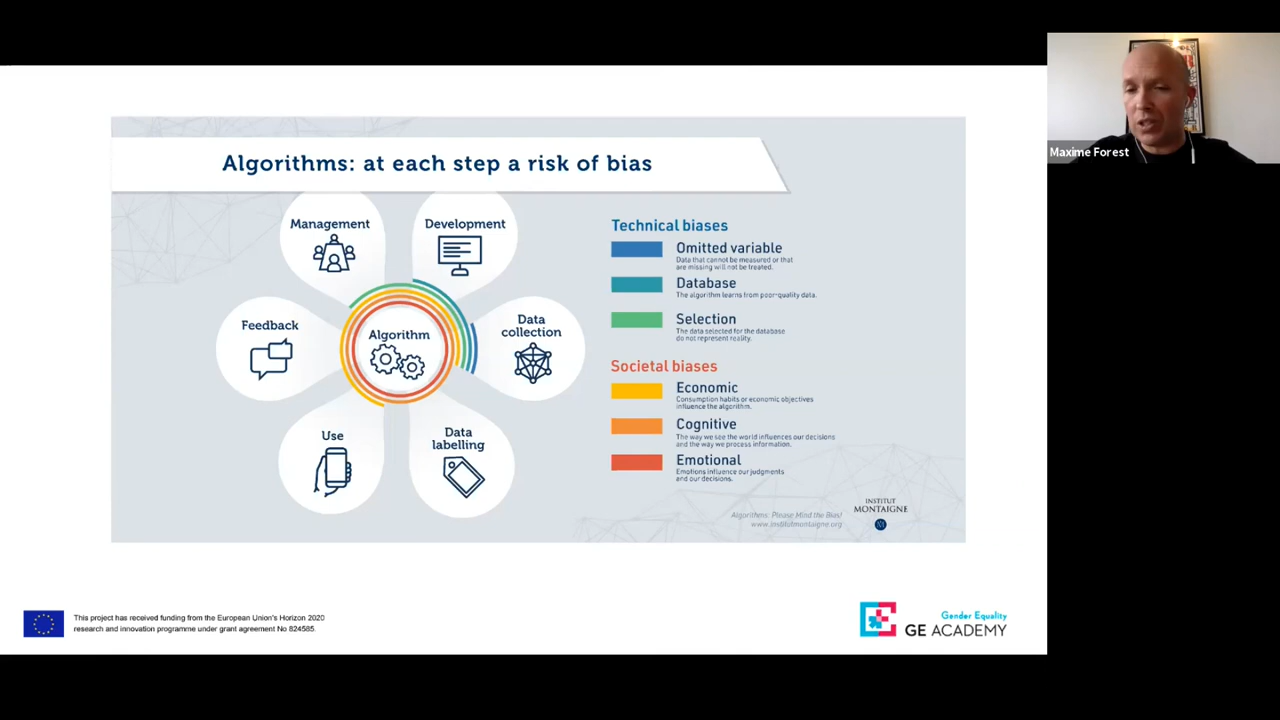 Algorithms: at each step a risk of bias
Management
Development
Feedback
Data
collection
Algorithm
Use
Data
labelling
Technical biases
Omitted variable
Data that cannot be measured or that
are missing will not be treated.
Database
The algorithm learns from poor-quality data.
Selection
The data selected for the database
do not represent reality.
Societal biases
Economic
Consumption habits or economic objectives
influence the algorithm.
Cognitive
The way we see the world influences our decisions
and the way we process information.
Emotional
Emotions influence our judgments
and our decisions.
Algorithms: Please Mind the Bias!
www.institutmontaigne.org
INSTITUT
MONTAIGNE
This project has received funding from the European Union's Horizon 2020
research and innovation programme under grant agreement No 824585.
Gender Equality
GE ACADEMY
Maxime Forest